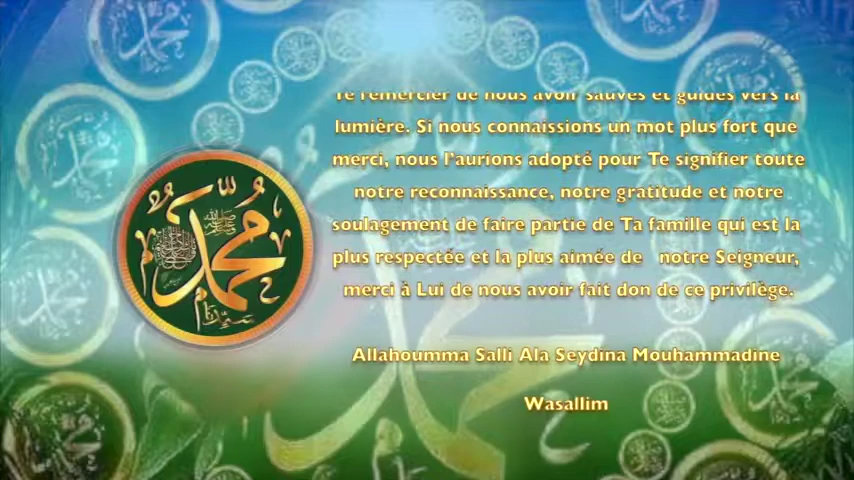 Te remercier de nous avoir sauvés et guidés vers la
lumière. Si nous connaissions un mot plus fort que
merci, nous l'aurions adopté pour Te signifier toute
notre reconnaissance, notre gratitude et notre
soulagement de faire partie de Ta famille qui est la
plus respectée et la plus aimée de notre Seigneur,
merci à Lui de nous avoir fait don de ce privilège.
Allahoumma Salli Ala Seydina Mouhammadine
Wasallim
محمد